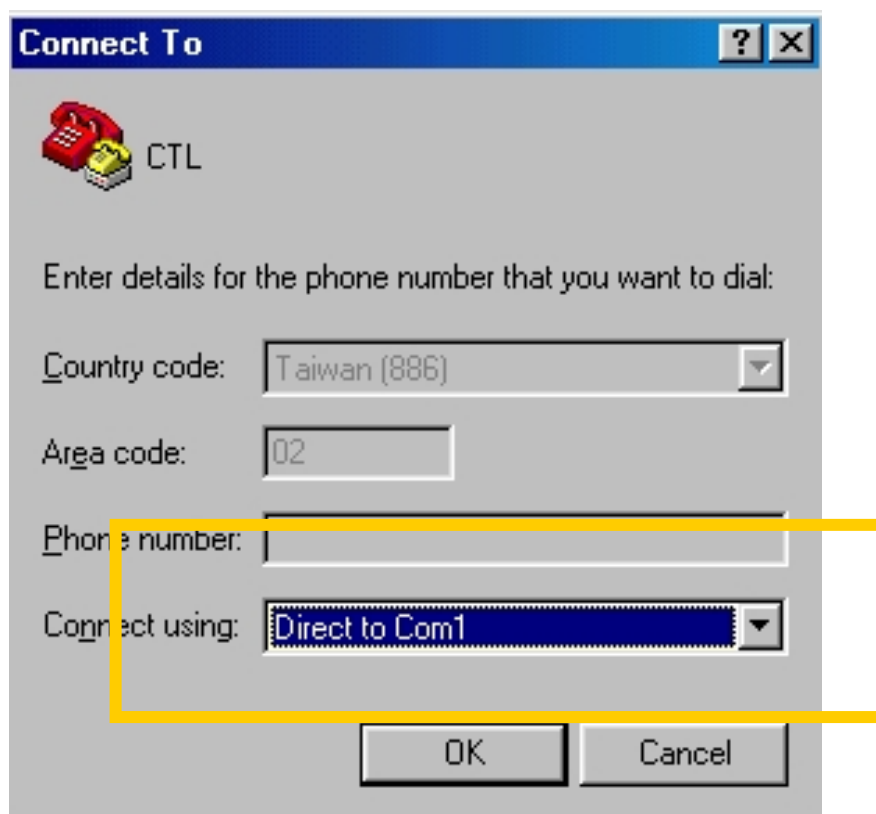 Connect To
CTL
Enter details for the phone number that you want to dial:
Country code: Taiwan (886)
Area code: 02
Phone number:
Connect using: Direct to Com1
OK Cancel